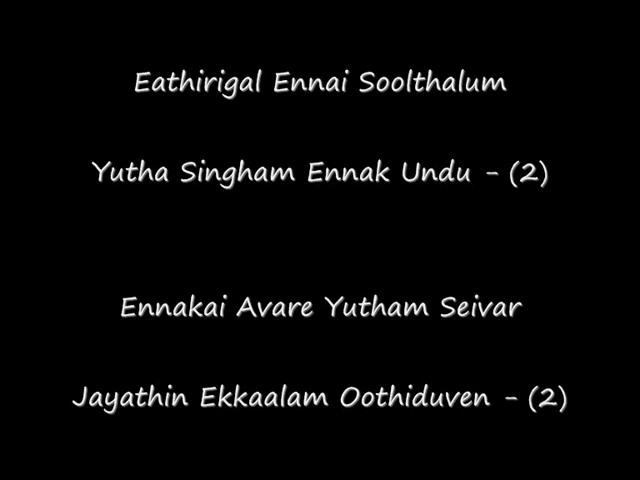 Eathirigal Ennai Soolthalum
Yutha Singham Ennak Undu - (2)
Ennakai Avare Yutham Seivar
Jayathin Ekkaalam Oothiduven - (2)